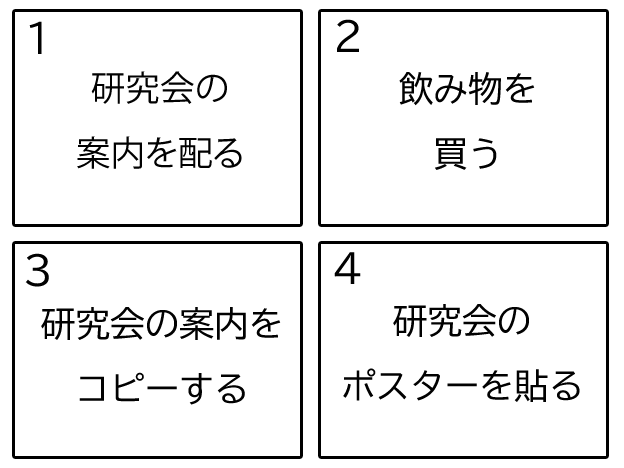 1
研究会の
案内を配る
2
飲み物を
買う
3
研究会の案内を
コピーする
4
研究会の
ポスターを貼る